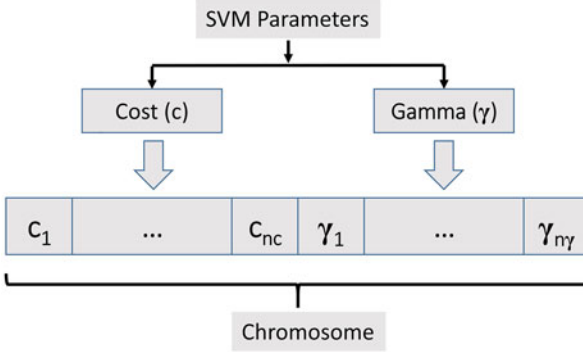 SVM Parameters
Cost (c) Gamma (γ)
c1 ... cnc γ1 ... γnγ
Chromosome